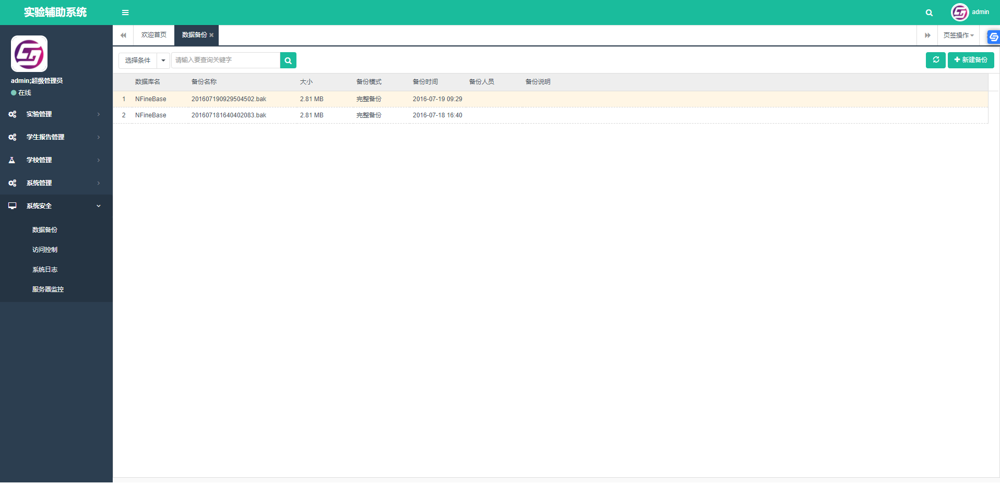 实验辅助系统
admin
欢迎首页 数据备份 页签操作
选择条件 请输入要查询关键字 新建备份
admin;超级管理员
在线
实验管理
学生报告管理
学校管理
系统管理
系统安全
数据备份
访问控制
系统日志
服务器监控
数据库名 备份名称 大小 备份模式 备份时间 备份人员 备份说明
1 NFineBase 201607190929504502.bak 2.81 MB 完整备份 2016-07-19 09:29
2 NFineBase 201607181640402083.bak 2.81 MB 完整备份 2016-07-18 16:40